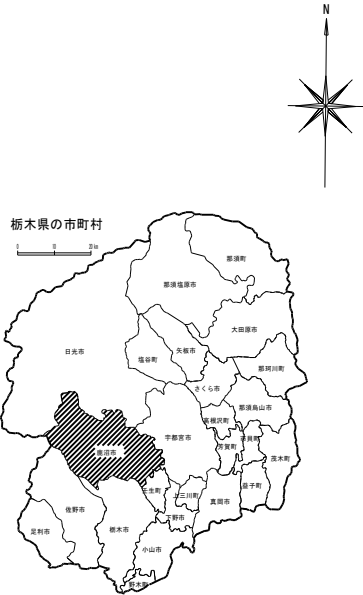 N
栃木県の市町村
0 10 20 km
那須町
那須塩原市
大田原市
日光市
矢板市
塩谷町
那珂川町
さくら市
那須烏山市
高根沢町
宇都宮市
市貝町
芳賀町
鹿沼市
茂木町
益子町
壬生町
上三川町
真岡市
佐野市
下野市
足利市
栃木市
小山市
野木町